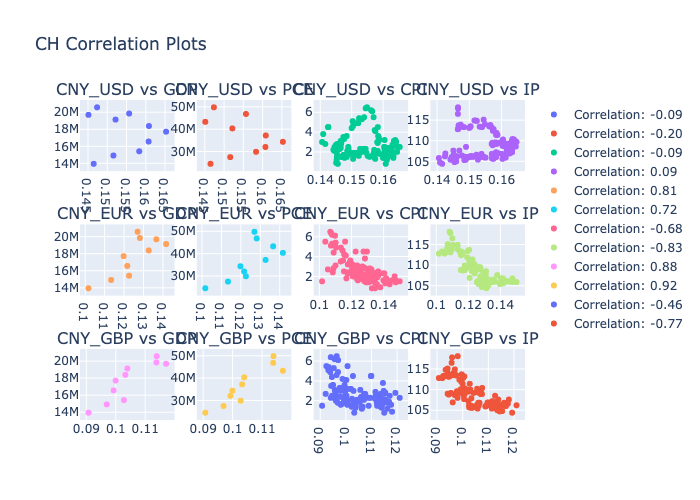 CH Correlation Plots
CNY_USD vs GDP
CNY_USD vs PCE
CNY_USD vs CPI
CNY_USD vs IP
20M
18M
16M
14M
0.145
0.15
0.155
0.16
0.165
50M
40M
30M
0.145
0.15
0.155
0.16
0.165
6
4
2
0.14
0.15
0.16
115
110
105
0.14
0.15
0.16
CNY_EUR vs GDP
CNY_EUR vs PCE
CNY_EUR vs CPI
CNY_EUR vs IP
20M
18M
16M
14M
0.1
0.11
0.12
0.13
0.14
50M
40M
30M
0.1
0.11
0.12
0.13
0.14
6
4
2
0.1
0.12
0.14
115
110
105
0.1
0.12
0.14
CNY_GBP vs GDP
CNY_GBP vs PCE
CNY_GBP vs CPI
CNY_GBP vs IP
20M
18M
16M
14M
0.09
0.1
0.11
50M
40M
30M
0.09
0.1
0.11
6
4
2
0.09
0.1
0.11
0.12
115
110
105
0.09
0.1
0.11
0.12
Correlation: -0.09
Correlation: -0.20
Correlation: -0.09
Correlation: 0.09
Correlation: 0.81
Correlation: 0.72
Correlation: -0.68
Correlation: -0.83
Correlation: 0.88
Correlation: 0.92
Correlation: -0.46
Correlation: -0.77